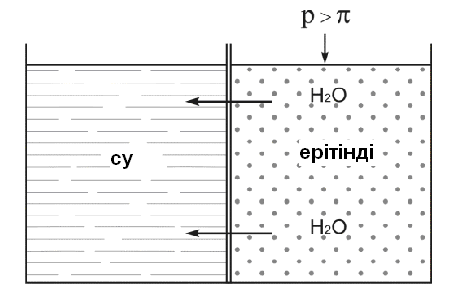 p > π
H₂O
су
ерітінді
H₂O